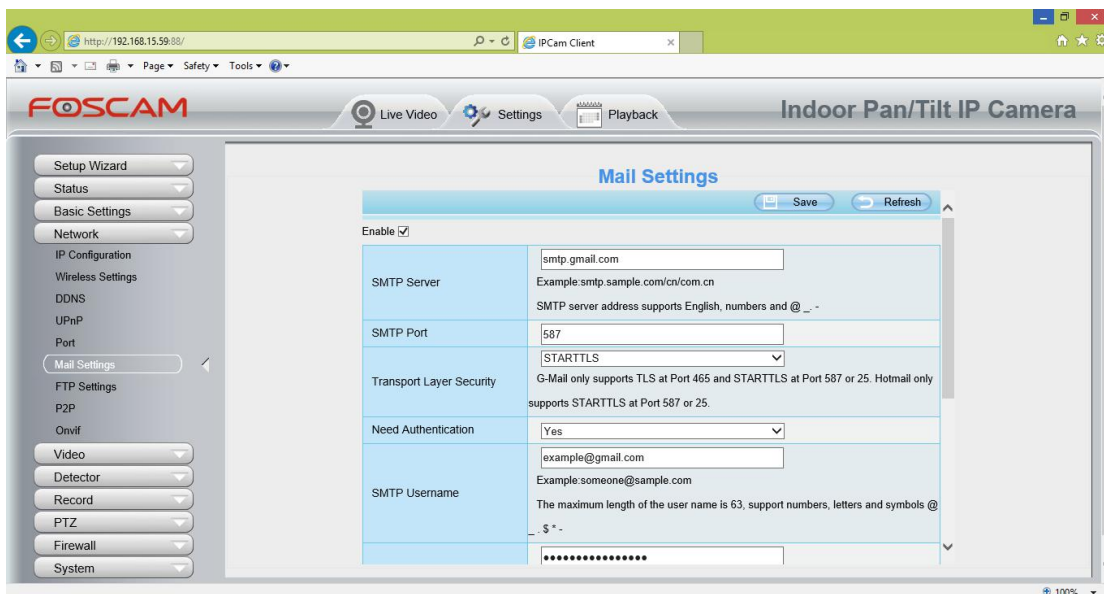 http://192.168.15.59:88/
IPCam Client
Page Safety Tools
FOSCAM
Live Video
Settings
Playback
Indoor Pan/Tilt IP Camera
Setup Wizard
Status
Basic Settings
Network
IP Configuration
Wireless Settings
DDNS
UPnP
Port
Mail Settings
FTP Settings
P2P
Onvif
Video
Detector
Record
PTZ
Firewall
System
Mail Settings
Save Refresh
Enable
SMTP Server
smtp.gmail.com
Example:smtp.sample.com/cn/com.cn
SMTP server address supports English, numbers and @ _ . -
SMTP Port
587
Transport Layer Security
STARTTLS
G-Mail only supports TLS at Port 465 and STARTTLS at Port 587 or 25. Hotmail only
supports STARTTLS at Port 587 or 25.
Need Authentication
Yes
SMTP Username
example@gmail.com
Example:someone@sample.com
The maximum length of the user name is 63, support numbers, letters and symbols @
_ . $ * -
••••••••••••••••
100%